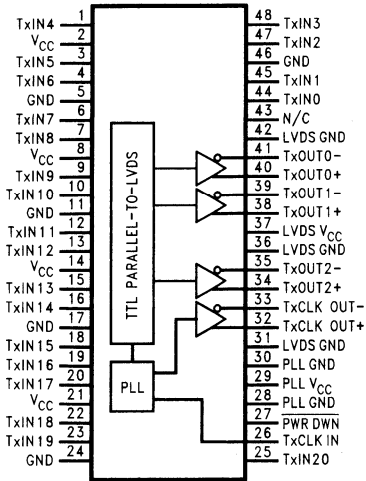 TxIN4 1 48 TxIN3
VCC 2 47 TxIN2
TxIN5 3 46 GND
TxIN6 4 45 TxIN1
GND 5 44 TxIN0
TxIN7 6 43 N/C
TxIN8 7 42 LVDS GND
VCC 8 41 TxOUT0-
TxIN9 9 40 TxOUT0+
TxIN10 10 39 TxOUT1-
GND 11 38 TxOUT1+
TxIN11 12 37 LVDS VCC
TxIN12 13 36 LVDS GND
VCC 14 35 TxOUT2-
TxIN13 15 34 TxOUT2+
TxIN14 16 33 TxCLK OUT-
GND 17 32 TxCLK OUT+
TxIN15 18 31 LVDS GND
TxIN16 19 30 PLL GND
TxIN17 20 29 PLL VCC
VCC 21 28 PLL GND
TxIN18 22 27 PWR DWN
TxIN19 23 26 TxCLK IN
GND 24 25 TxIN20
TTL PARALLEL-TO-LVDS
PLL